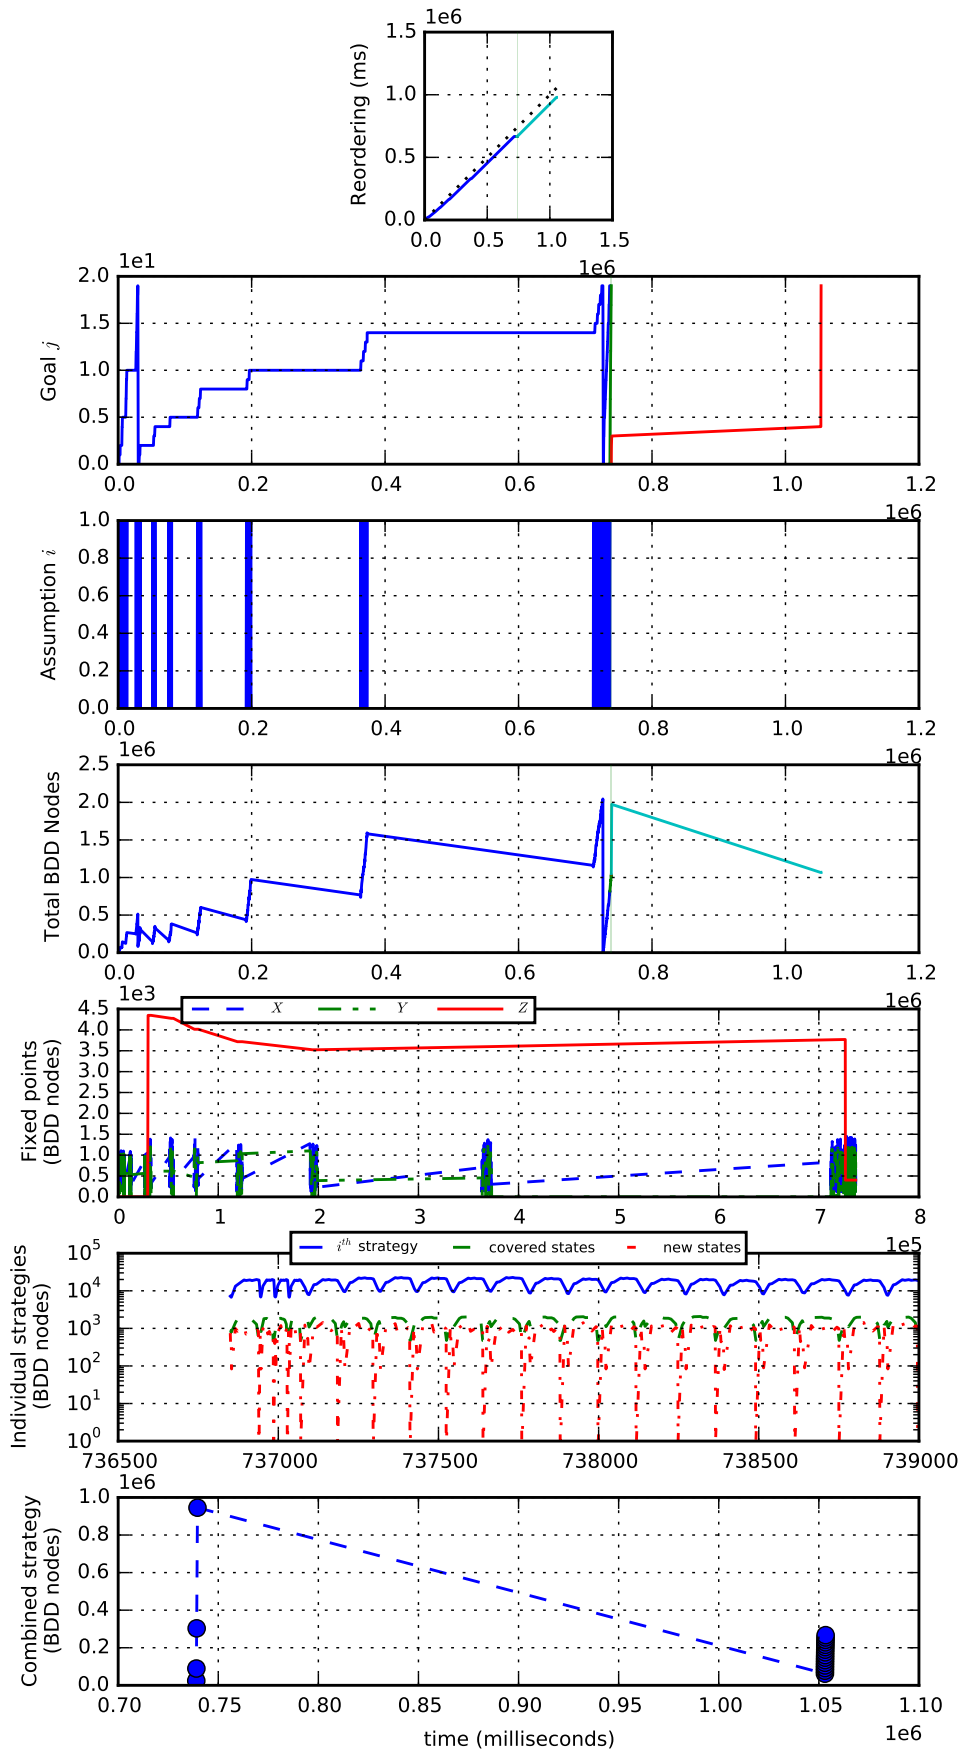 1e6
1.5
1.0
0.5
0.0
Reordering (ms)
0.0 0.5 1.0 1.5
1e6
1e1
2.0
1.5
1.0
0.5
0.0
Goal j
0.0 0.2 0.4 0.6 0.8 1.0 1.2
1e6
1.0
0.8
0.6
0.4
0.2
0.0
Assumption i
0.0 0.2 0.4 0.6 0.8 1.0 1.2
1e6
1e6
2.5
2.0
1.5
1.0
0.5
0.0
Total BDD Nodes
0.0 0.2 0.4 0.6 0.8 1.0 1.2
1e6
1e3
X Y Z
4.5
4.0
3.5
3.0
2.5
2.0
1.5
1.0
0.5
0.0
Fixed points
(BDD nodes)
0 1 2 3 4 5 6 7 8
1e5
i^th strategy covered states new states
10^5
10^4
10^3
10^2
10^1
10^0
Individual strategies
(BDD nodes)
736500 737000 737500 738000 738500 739000
1e6
1.0
0.8
0.6
0.4
0.2
0.0
Combined strategy
(BDD nodes)
0.70 0.75 0.80 0.85 0.90 0.95 1.00 1.05 1.10
1e6
time (milliseconds)